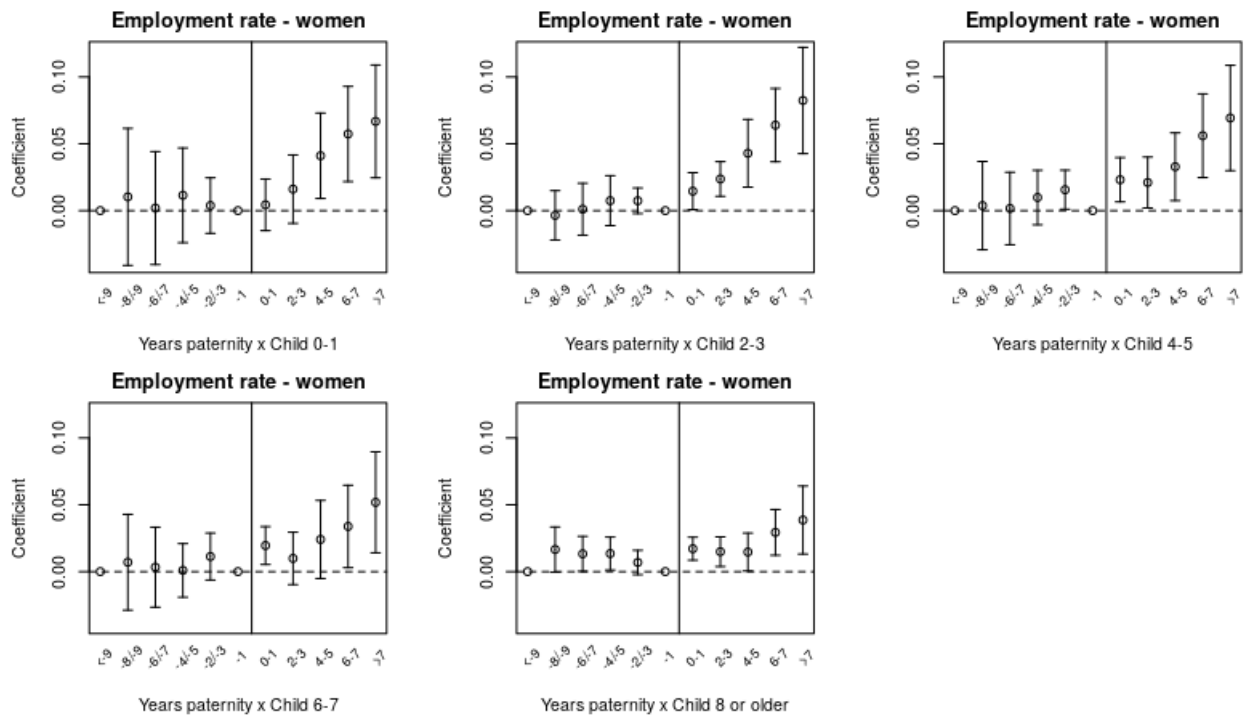 Employment rate - women
Employment rate - women
Employment rate - women
Coefficient
0.00 0.05 0.10
<-9 -8/-9 -6/-7 -4/-5 -2/-3 -1 0-1 2-3 4-5 6-7 >7
Years paternity x Child 0-1
Coefficient
0.00 0.05 0.10
<-9 -8/-9 -6/-7 -4/-5 -2/-3 -1 0-1 2-3 4-5 6-7 >7
Years paternity x Child 2-3
Coefficient
0.00 0.05 0.10
<-9 -8/-9 -6/-7 -4/-5 -2/-3 -1 0-1 2-3 4-5 6-7 >7
Years paternity x Child 4-5
Employment rate - women
Employment rate - women
Coefficient
0.00 0.05 0.10
<-9 -8/-9 -6/-7 -4/-5 -2/-3 -1 0-1 2-3 4-5 6-7 >7
Years paternity x Child 6-7
Coefficient
0.00 0.05 0.10
<-9 -8/-9 -6/-7 -4/-5 -2/-3 -1 0-1 2-3 4-5 6-7 >7
Years paternity x Child 8 or older